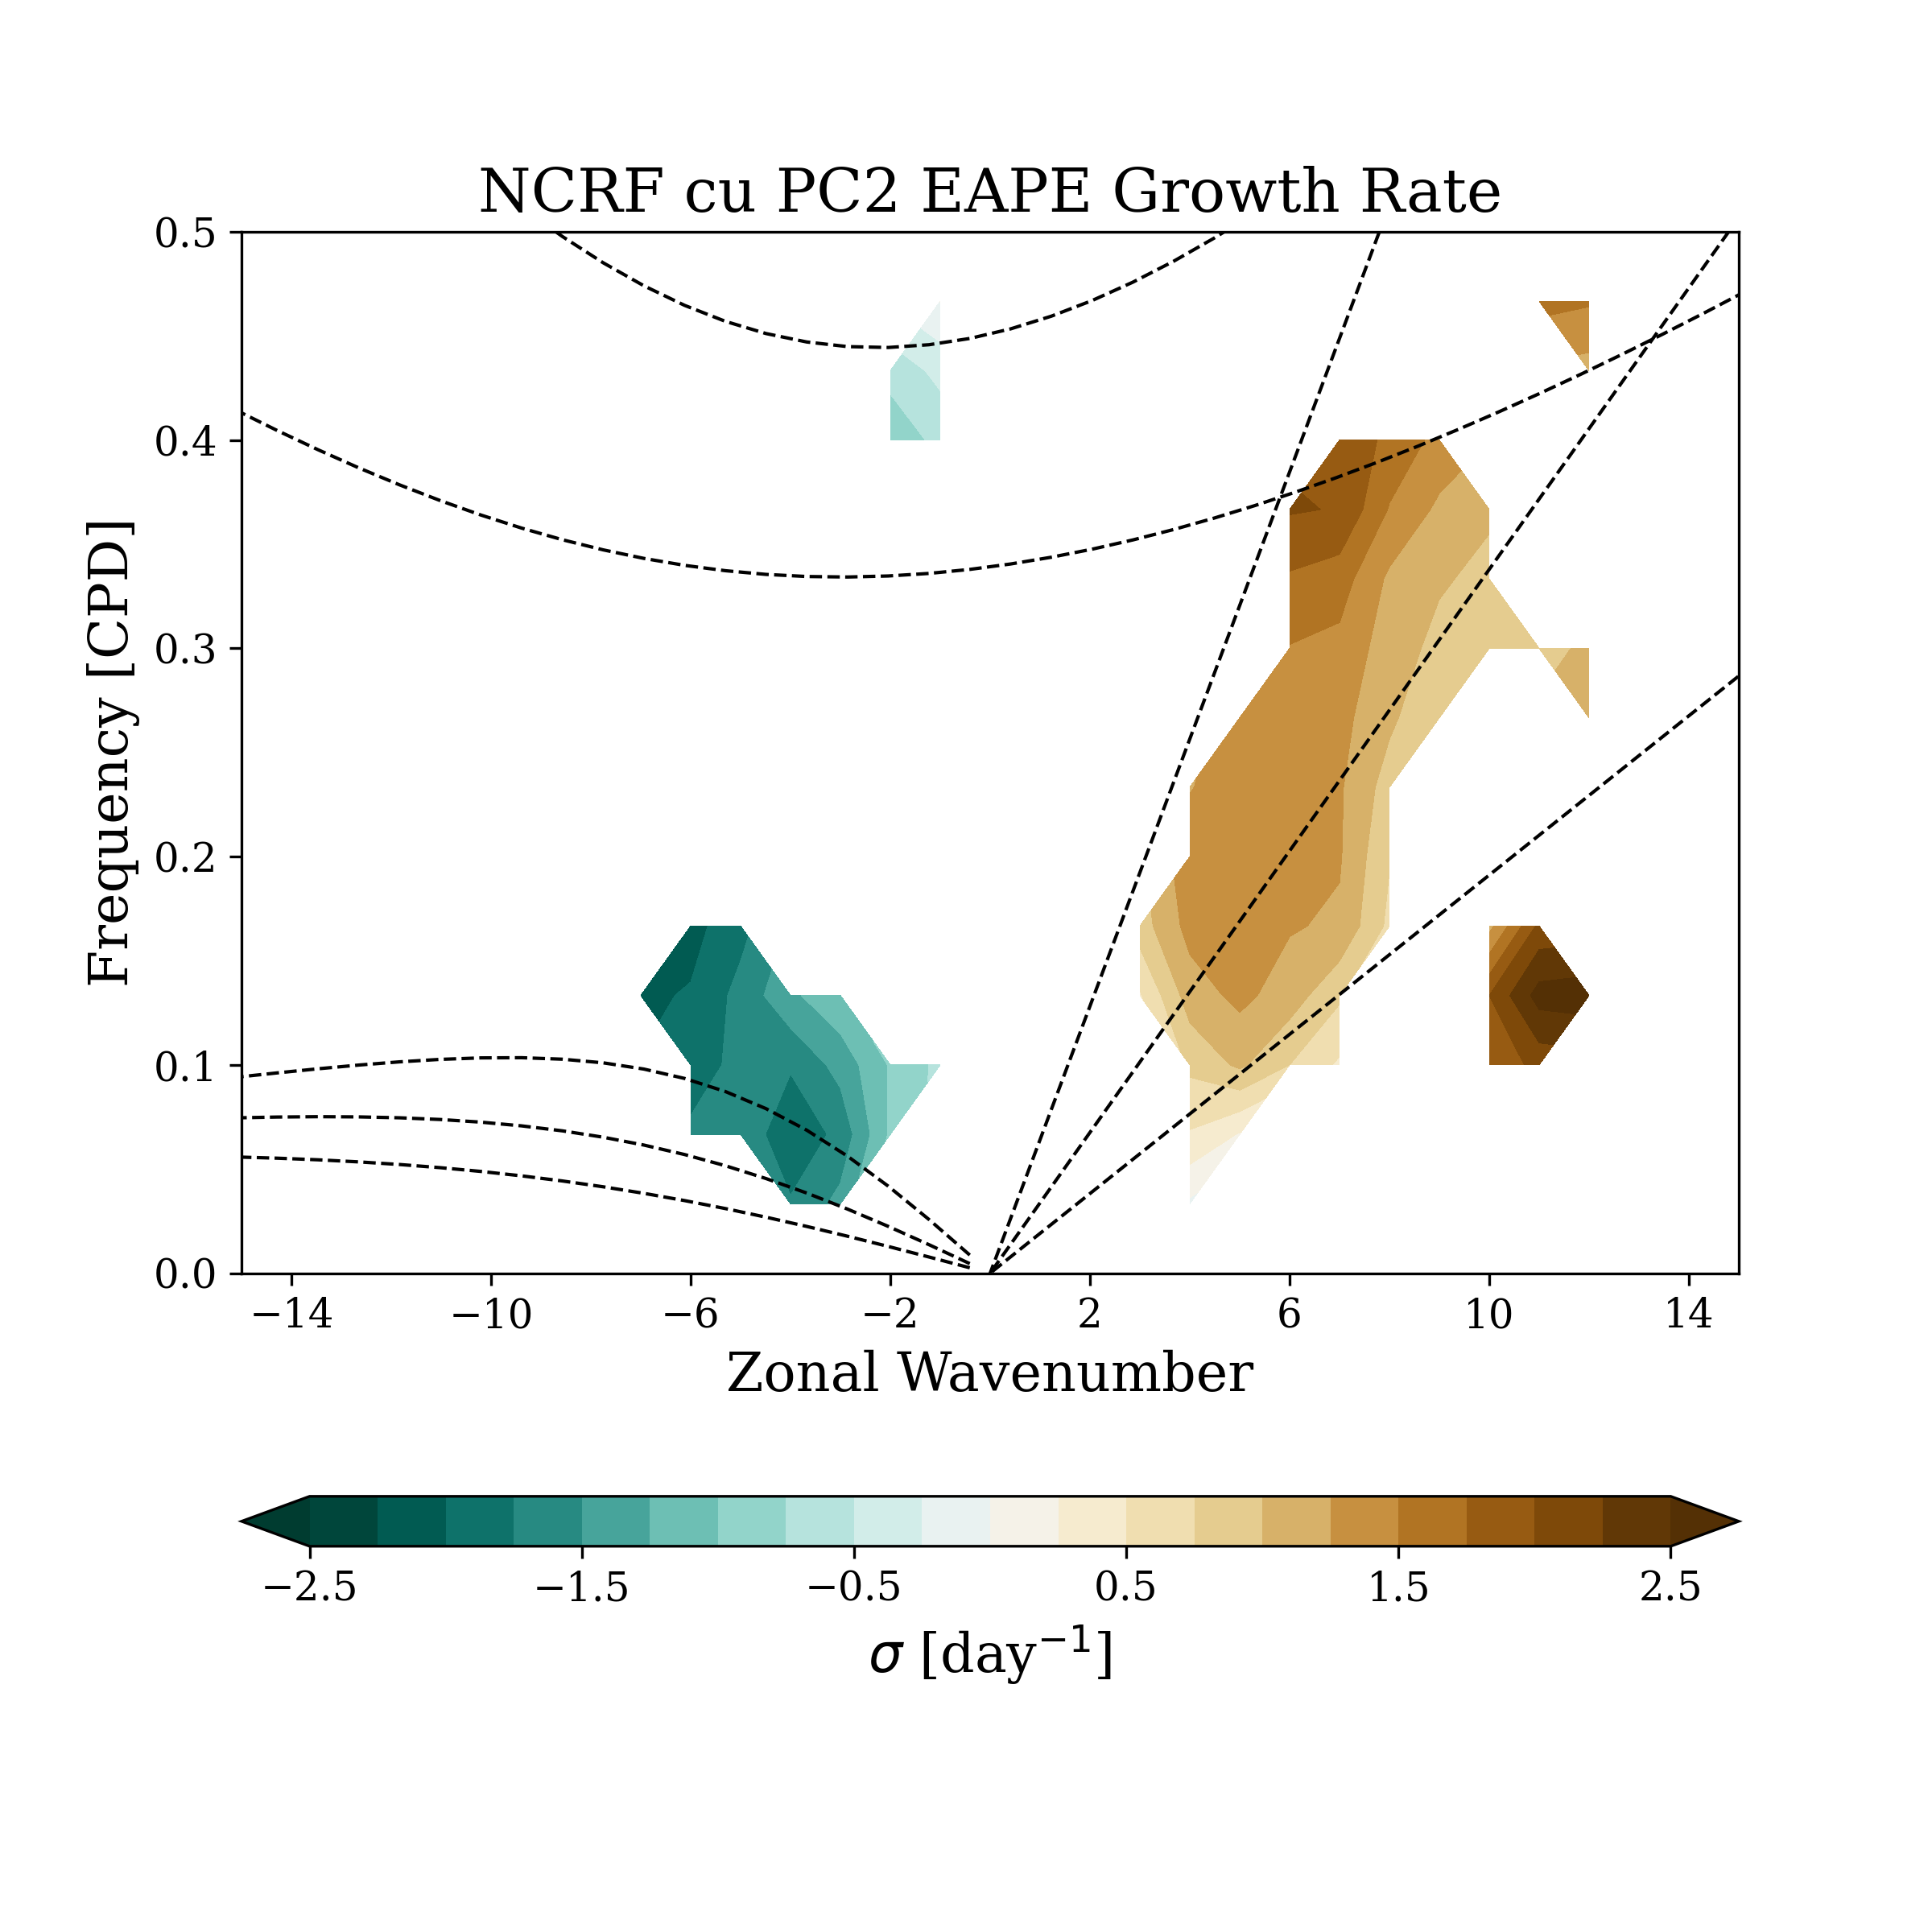 NCRF cu PC2 EAPE Growth Rate
0.5
0.4
0.3
0.2
0.1
0.0
Frequency [CPD]
−14 −10 −6 −2 2 6 10 14
Zonal Wavenumber
−2.5 −1.5 −0.5 0.5 1.5 2.5
σ [day⁻¹]